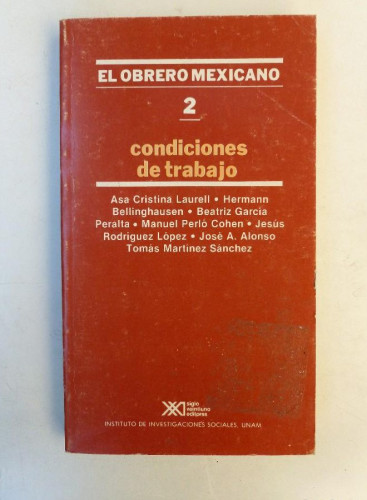 EL OBRERO MEXICANO
2
condiciones
de trabajo
Asa Cristina Laurell • Hermann
Bellinghausen • Beatriz García
Peralta • Manuel Perló Cohen • Jesús
Rodríguez López • José A. Alonso
Tomás Martínez Sánchez
siglo
veintiuno
editores
INSTITUTO DE INVESTIGACIONES SOCIALES, UNAM